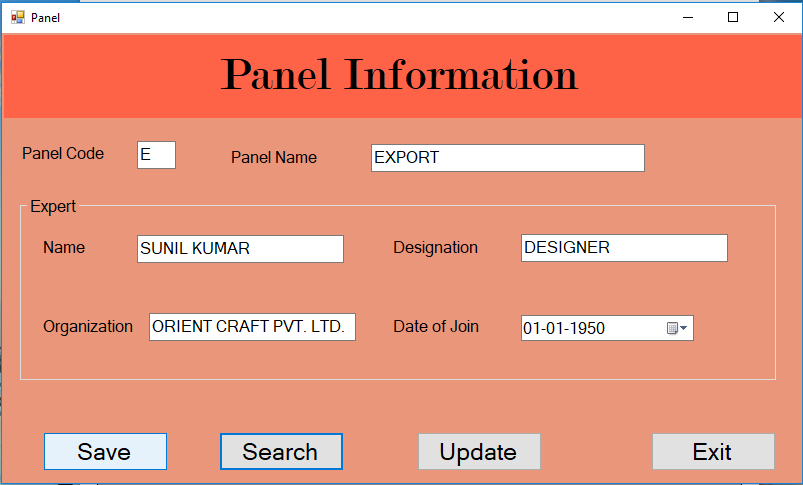 Panel
Panel Information
Panel Code E Panel Name EXPORT
Expert
Name SUNIL KUMAR Designation DESIGNER
Organization ORIENT CRAFT PVT. LTD. Date of Join 01-01-1950
Save Search Update Exit